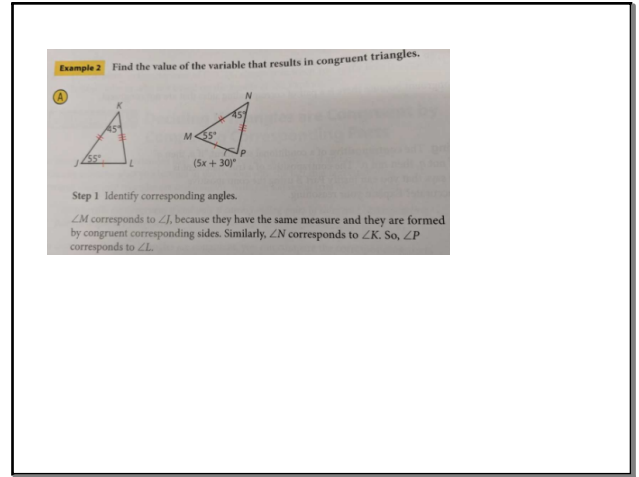 Example 2 Find the value of the variable that results in congruent triangles.
A
K
45°
J 55° L
N
45°
M 55°
P
(5x + 30)°
Step 1 Identify corresponding angles.
∠M corresponds to ∠J, because they have the same measure and they are formed
by congruent corresponding sides. Similarly, ∠N corresponds to ∠K. So, ∠P
corresponds to ∠L.